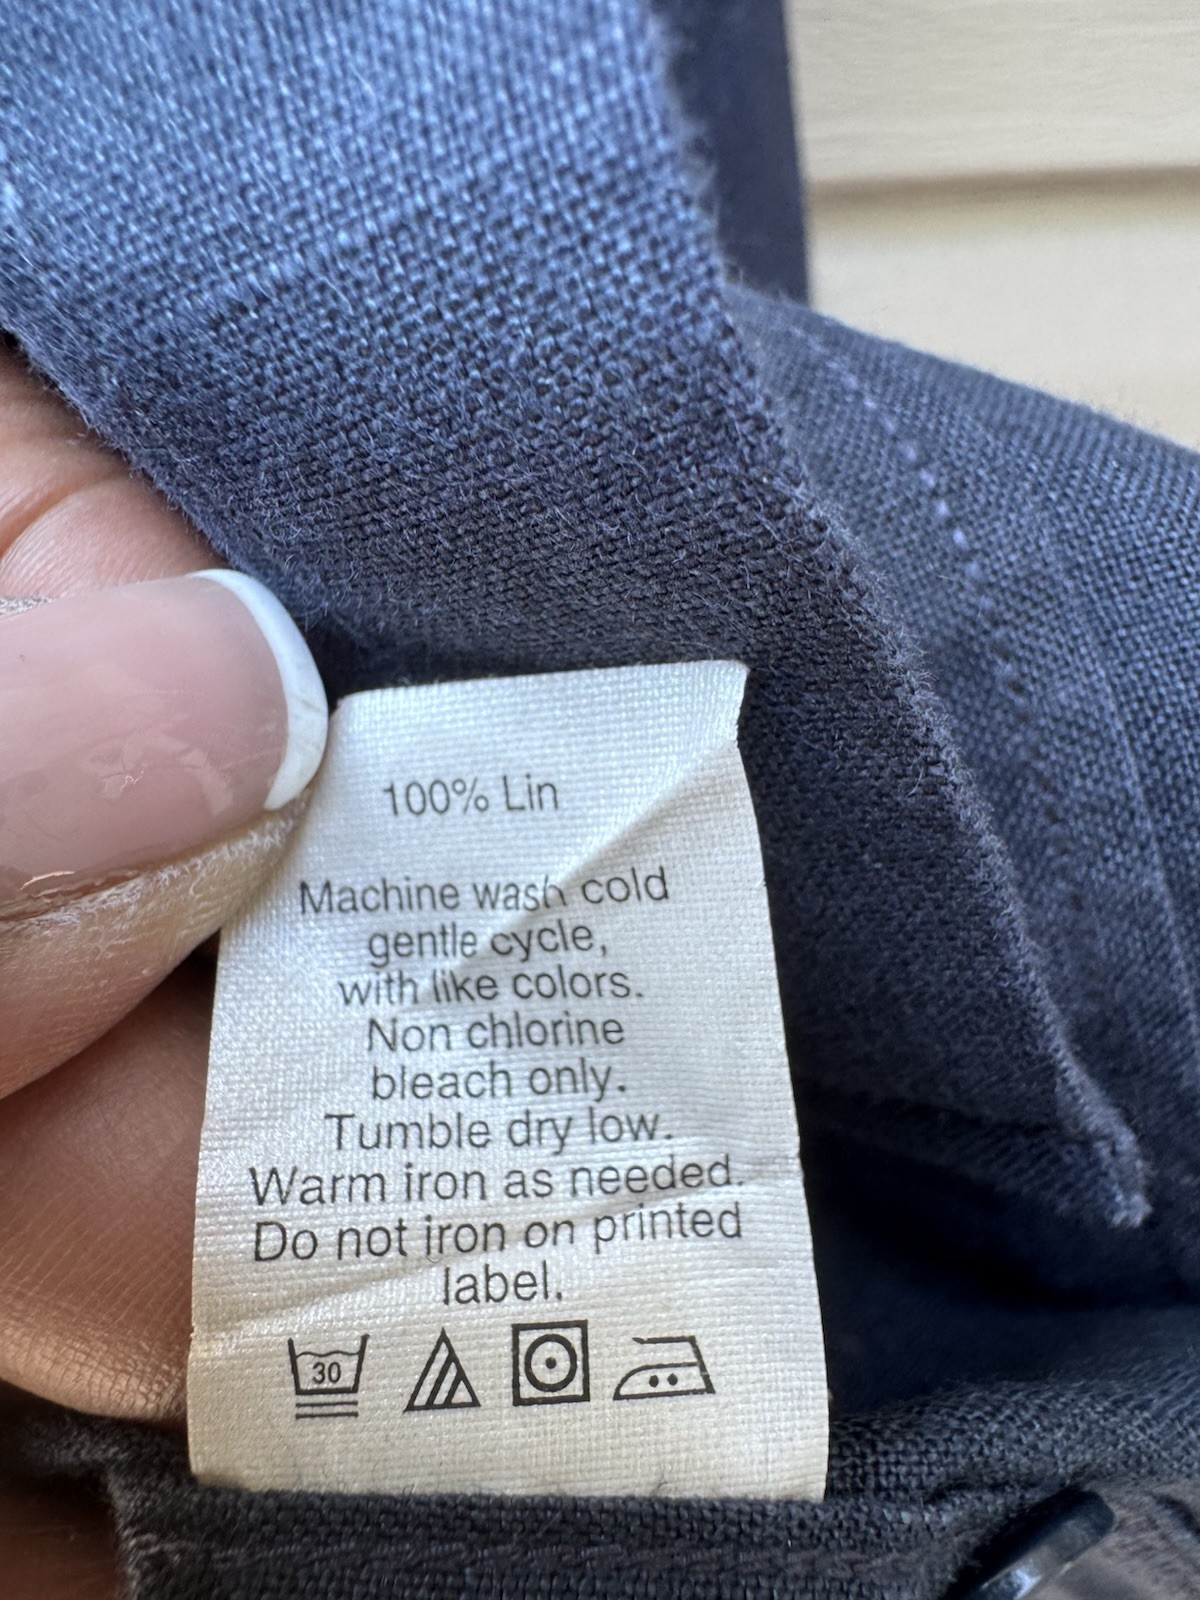 100% Lin
Machine wash cold
gentle cycle,
with like colors.
Non chlorine
bleach only.
Tumble dry low.
Warm iron as needed.
Do not iron on printed
label.
30